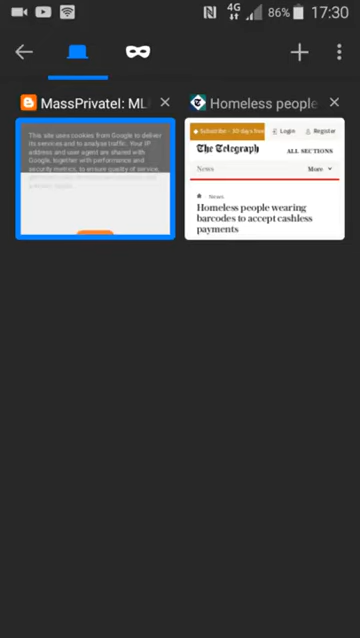 4G 86% 17:30
MassPrivateI: ML
Homeless people
This site uses cookies from Google to deliver
its services and to analyse traffic. Your IP
address and user agent are shared with
Google, together with performance and
security metrics, to ensure quality of service,
Subscribe - 30 days free Login Register
The Telegraph ALL SECTIONS
News More
News
Homeless people wearing
barcodes to accept cashless
payments